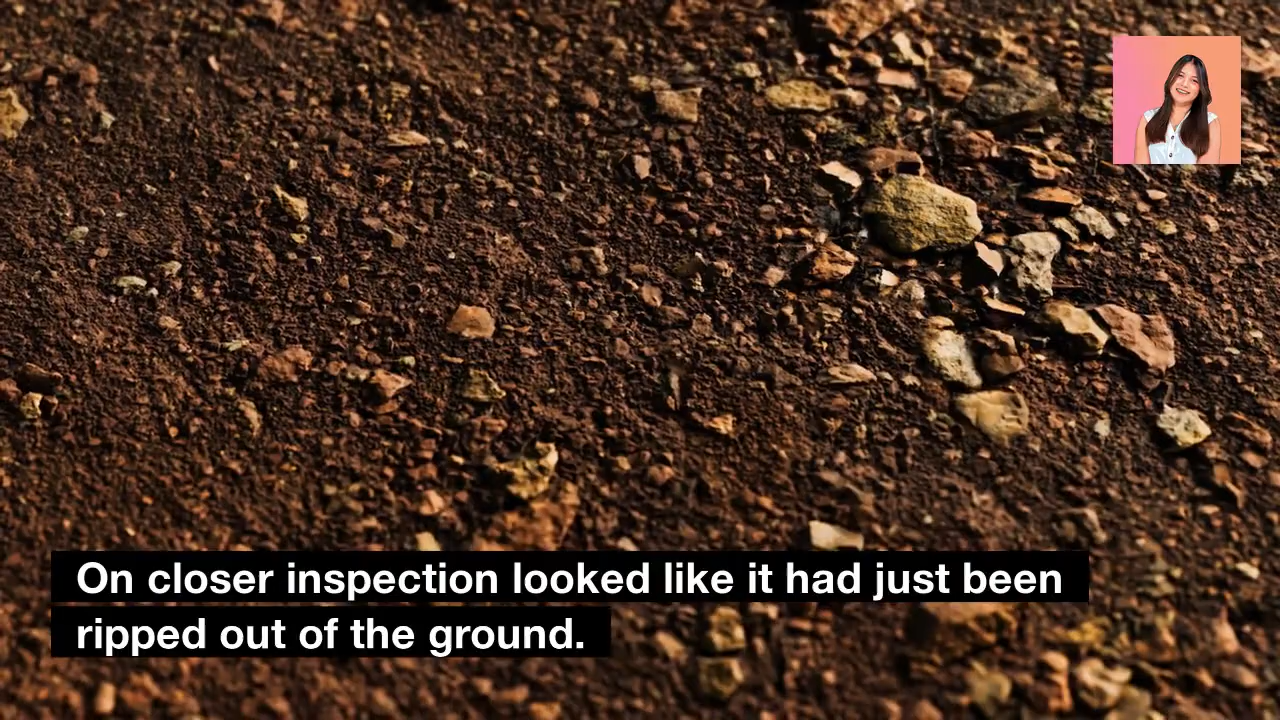 On closer inspection looked like it had just been
ripped out of the ground.